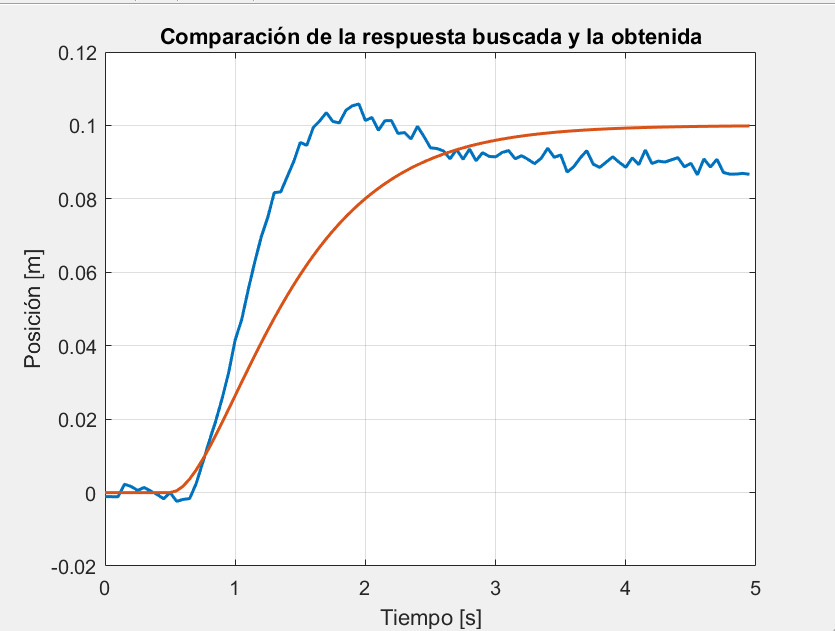 Comparación de la respuesta buscada y la obtenida
0.12
0.1
0.08
0.06
0.04
0.02
0
-0.02
Posición [m]
0 1 2 3 4 5
Tiempo [s]